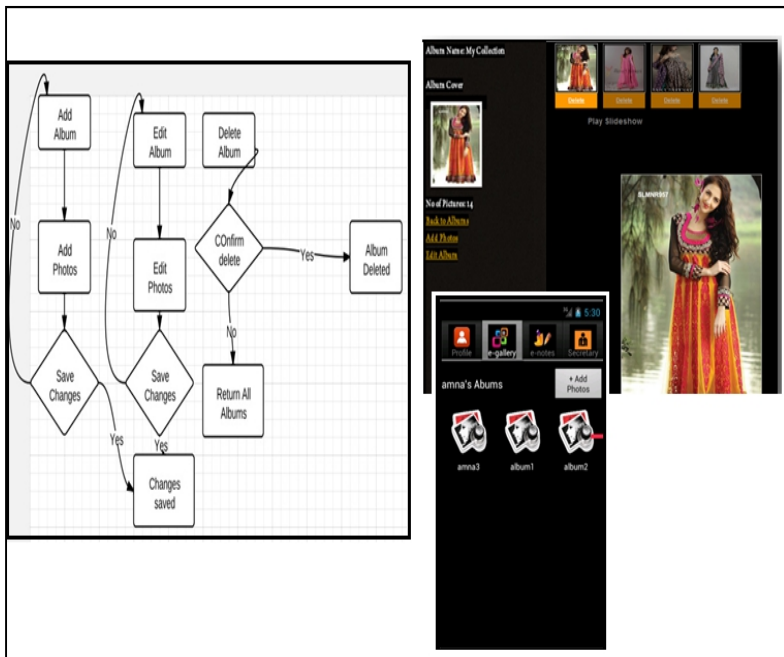 Add
Album
Edit
Album
Delete
Album
No
No
Add
Photos
Edit
Photos
COnfirm
delete
Yes
Album
Deleted
No
Save
Changes
Save
Changes
Return All
Albums
Yes
Yes
Changes
saved
Album Name: My Collection
Album Cover
No of Pictures: 14
Back to Albums
Add Photos
Edit Album
Delete
Delete
Delete
Delete
Play Slideshow
SLMNR957
5:30
Profile
e-gallery
e-notes
Secretary
amna's Abums
+ Add
Photos
amna3
album1
album2